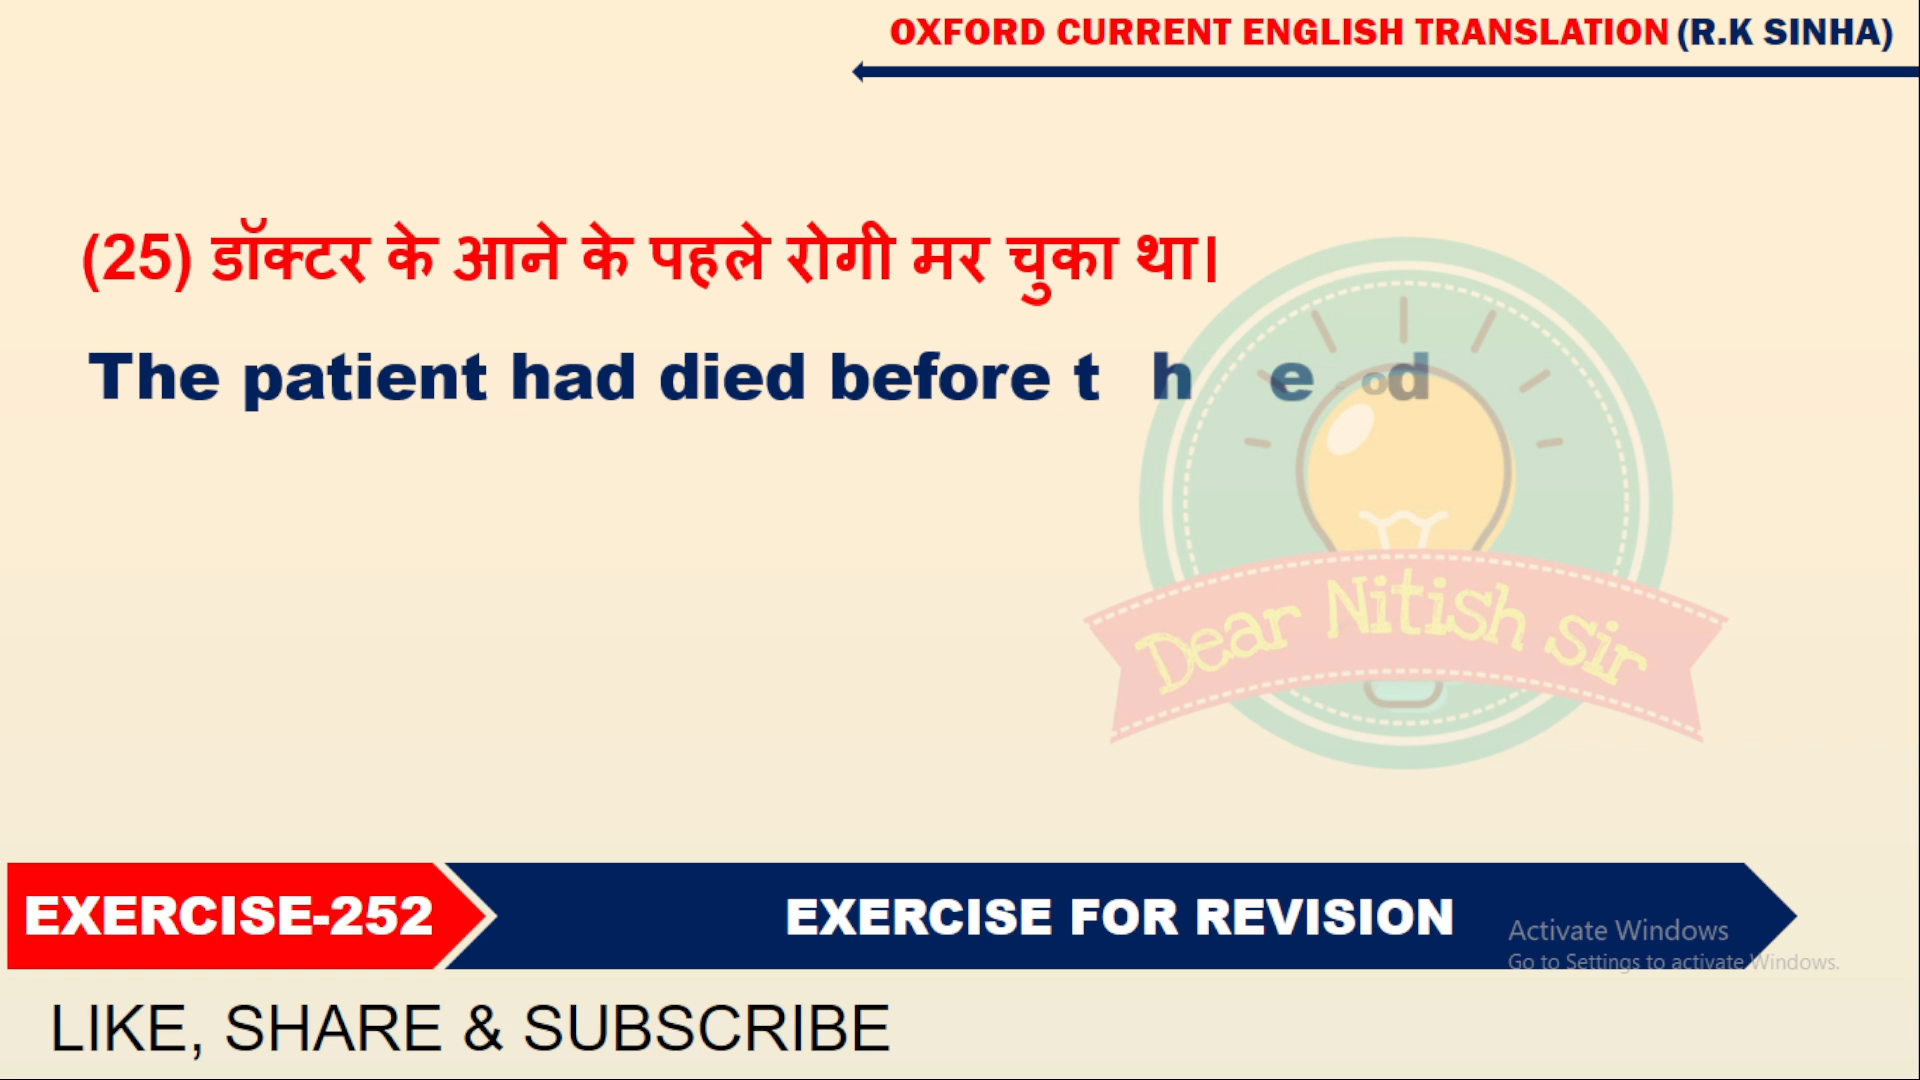 OXFORD CURRENT ENGLISH TRANSLATION (R.K SINHA)
(25) डॉक्टर के आने के पहले रोगी मर चुका था।
The patient had died before the d
Dear Nitish Sir
EXERCISE-252
EXERCISE FOR REVISION
Activate Windows
Go to Settings to activate Windows.
LIKE, SHARE & SUBSCRIBE